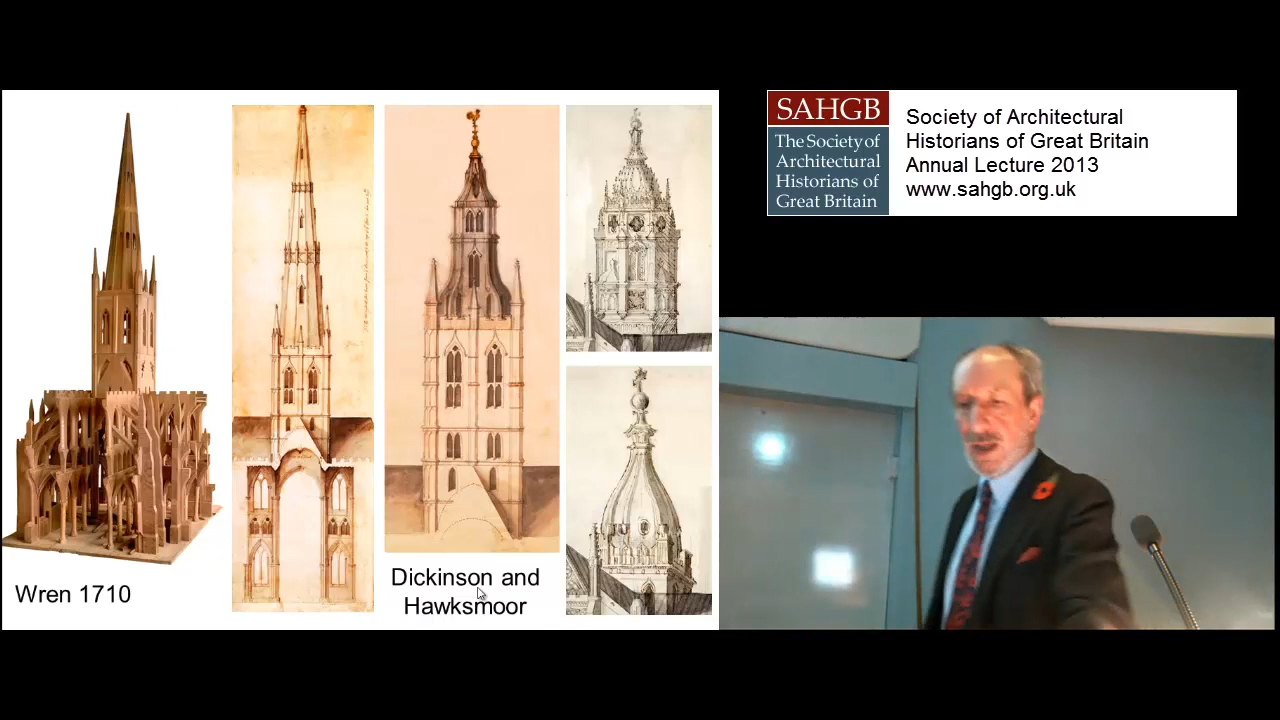 Wren 1710
Dickinson and
Hawksmoor
SAHGB
The Society of
Architectural
Historians of
Great Britain
Society of Architectural
Historians of Great Britain
Annual Lecture 2013
www.sahgb.org.uk